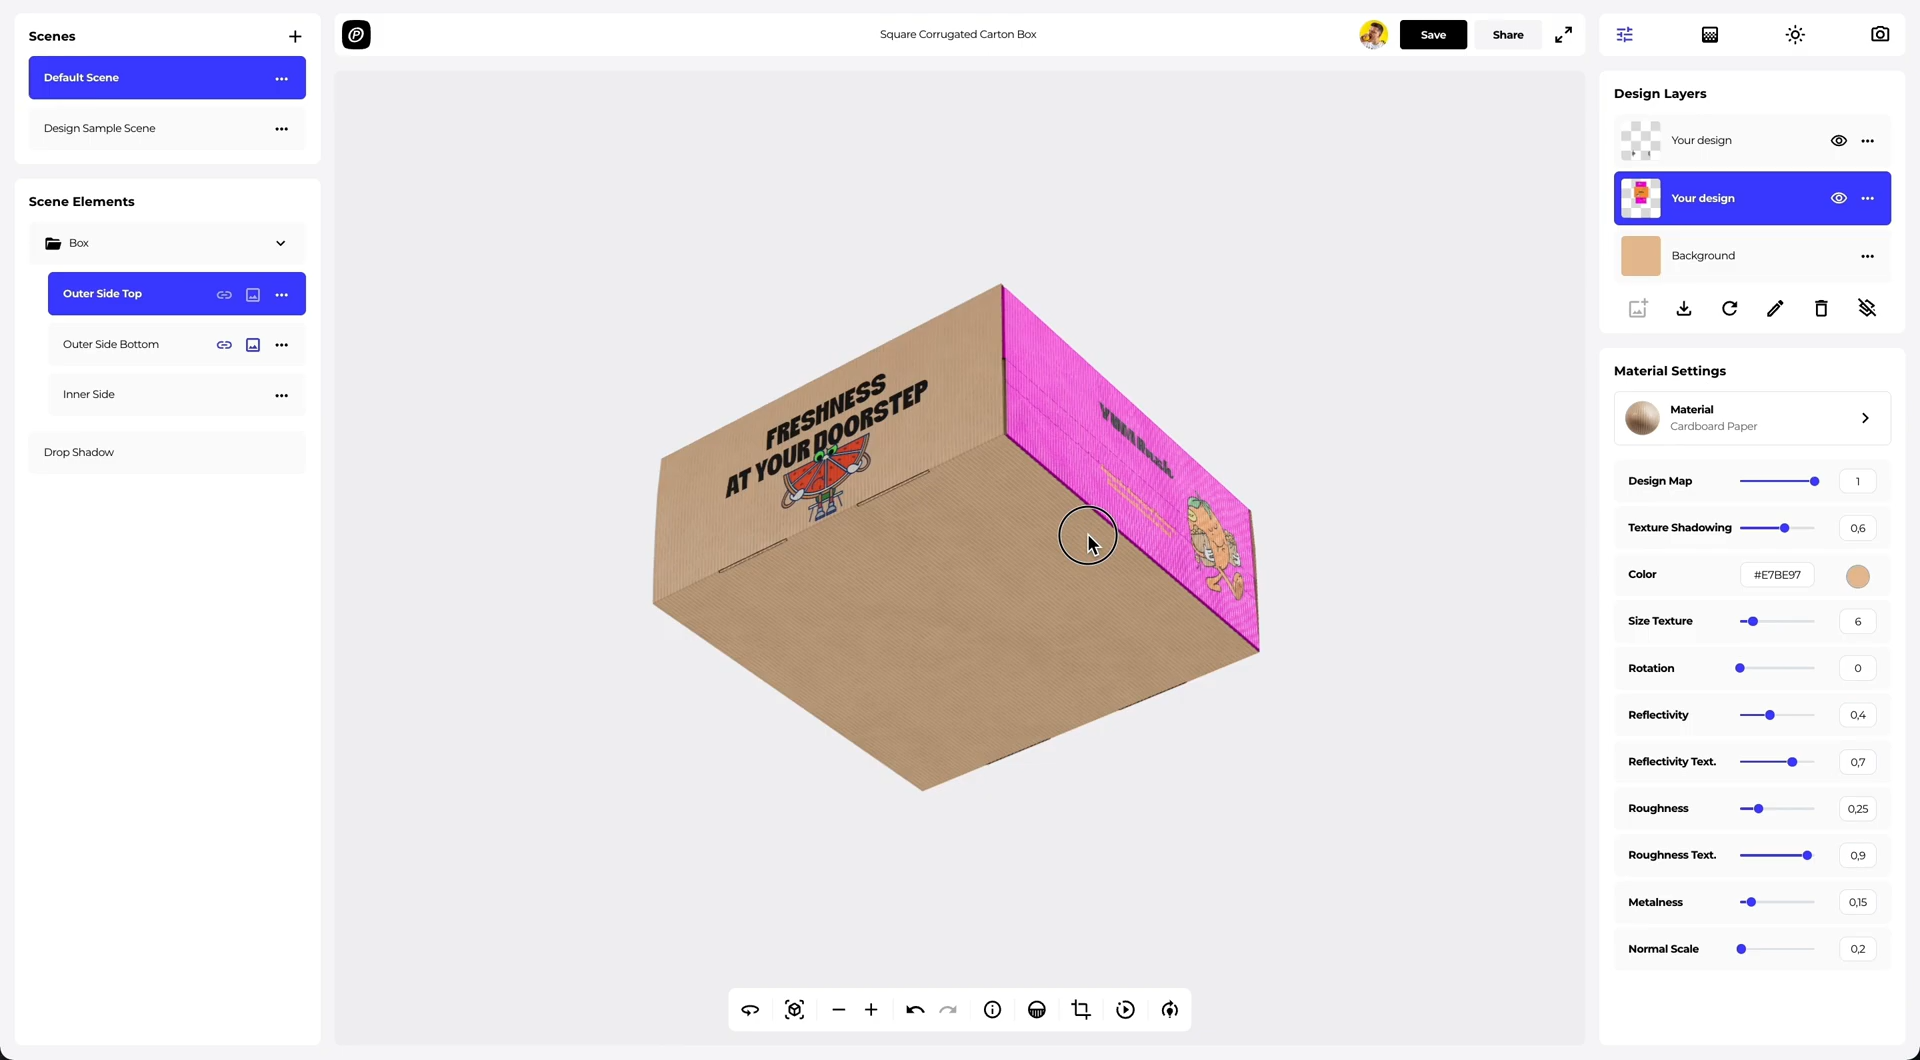 Scenes
Default Scene
Design Sample Scene
Scene Elements
Box
Outer Side Top
Outer Side Bottom
Inner Side
Drop Shadow
Square Corrugated Carton Box
Save
Share
FRESHNESS
AT YOUR DOORSTEP
YUM Rush
Design Layers
Your design
Your design
Background
Material Settings
Material
Cardboard Paper
Design Map
1
Texture Shadowing
0,6
Color
#E7BE97
Size Texture
6
Rotation
0
Reflectivity
0,4
Reflectivity Text.
0,7
Roughness
0,25
Roughness Text.
0,9
Metalness
0,15
Normal Scale
0,2